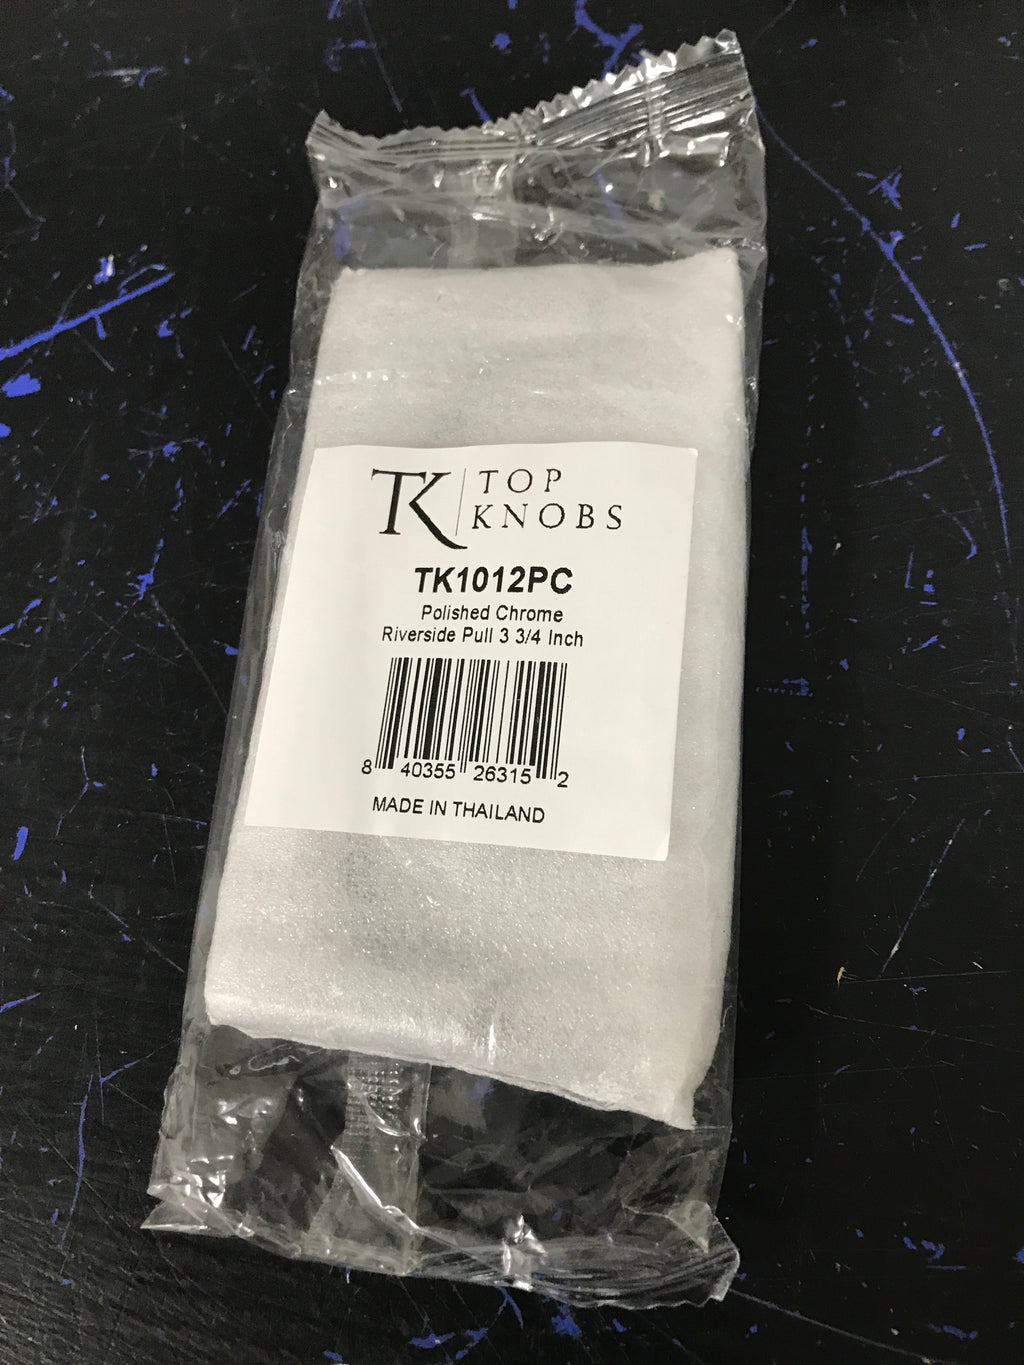 TK TOP
KNOBS
TK1012PC
Polished Chrome
Riverside Pull 3 3/4 Inch
8 40355 26315 2
MADE IN THAILAND